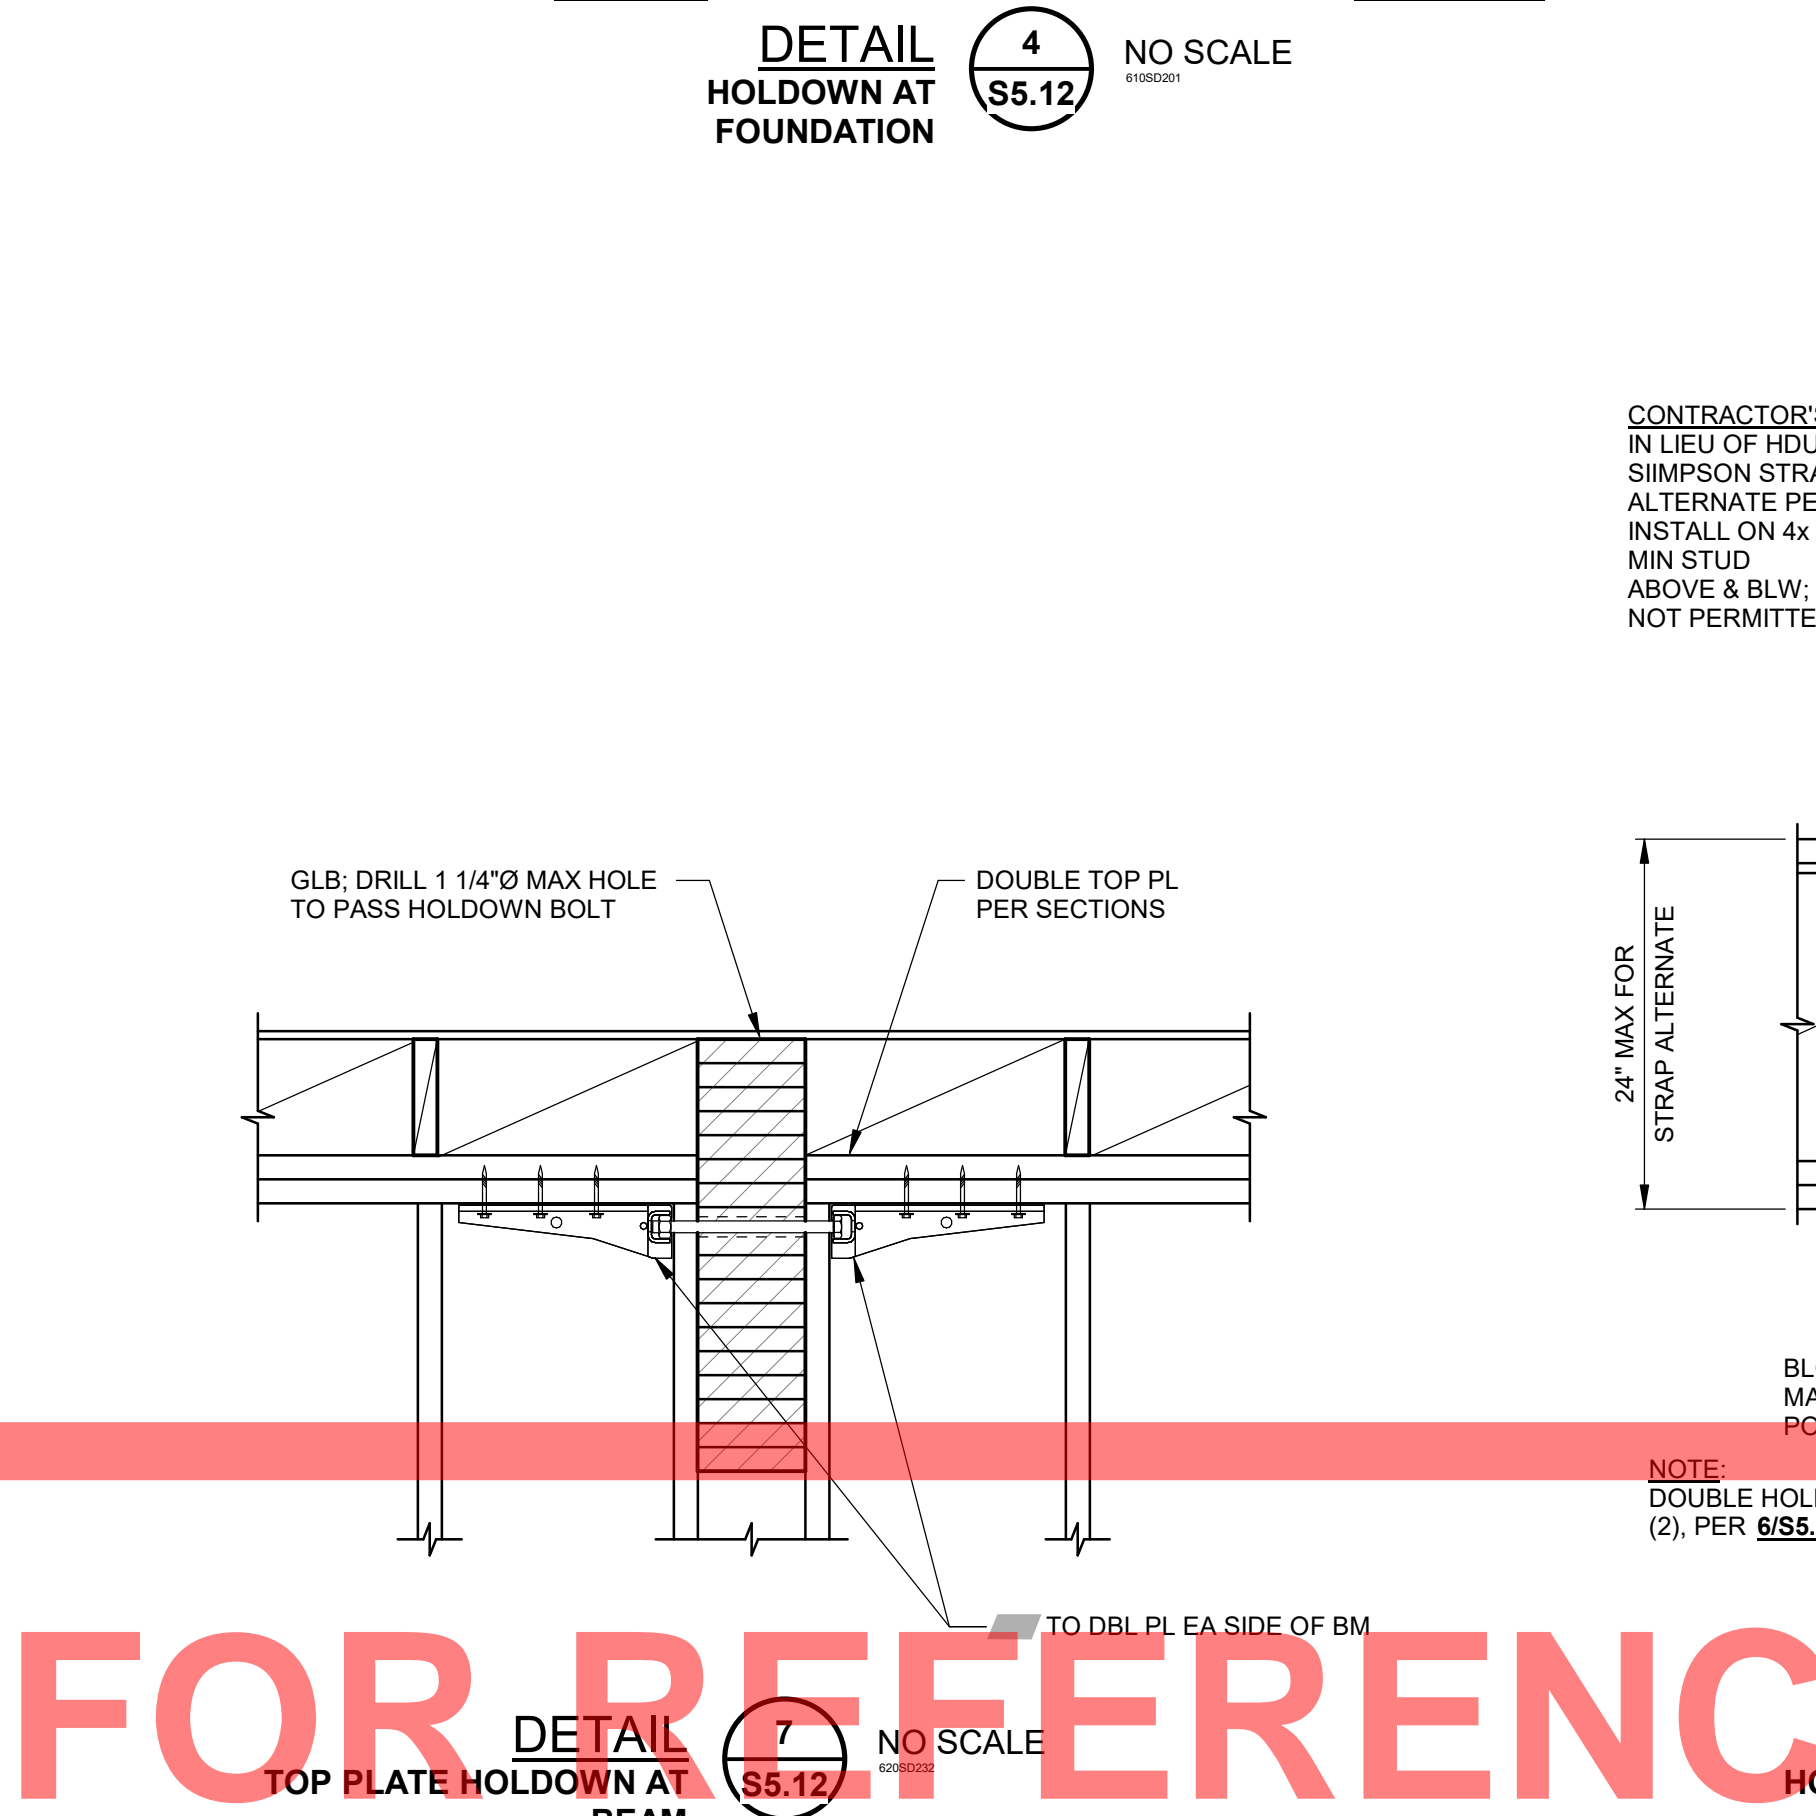 DETAIL
HOLDOWN AT
FOUNDATION
4
S5.12
NO SCALE
610SD201
CONTRACTOR'S
IN LIEU OF HDU
SIIMPSON STRA
ALTERNATE PE
INSTALL ON 4x
MIN STUD
ABOVE & BLW;
NOT PERMITTE
GLB; DRILL 1 1/4"Ø MAX HOLE
TO PASS HOLDOWN BOLT
DOUBLE TOP PL
PER SECTIONS
24" MAX FOR
STRAP ALTERNATE
MA
PO
NOTE:
DOUBLE HOL
(2), PER 6/S5.
TO DBL PL EA SIDE OF BM
FOR REFERENC
DETAIL
TOP PLATE HOLDOWN AT
BEAM
7
S5.12
NO SCALE
620SD232